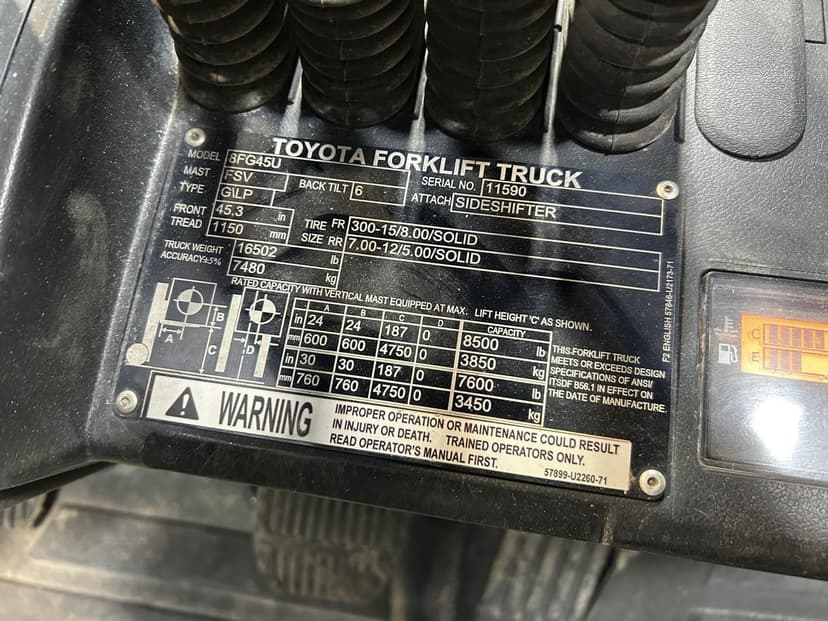 TOYOTA FORKLIFT TRUCK
MODEL 8FG45U SERIAL NO. 11590
MAST FSV BACK TILT 6 ATTACH SIDESHIFTER
TYPE G\LP
FRONT TREAD 45.3 in TIRE SIZE FR 300-15/8.00/SOLID
1150 mm RR 7.00-12/5.00/SOLID
TRUCK WEIGHT ACCURACY±5% 16502 lb
7480 kg
RATED CAPACITY WITH VERTICAL MAST EQUIPPED AT MAX. LIFT HEIGHT "C" AS SHOWN.
A B C D CAPACITY
in 24 24 187 0 8500 lb
mm 600 600 4750 0 3850 kg
in 30 30 187 0 7600 lb
mm 760 760 4750 0 3450 kg
A B C D
THIS FORKLIFT TRUCK
MEETS OR EXCEEDS DESIGN
SPECIFICATIONS OF ANSI/
ITSDF B56.1 IN EFFECT ON
THE DATE OF MANUFACTURE
F2 ENGLISH 57846-U2173-71
WARNING
IMPROPER OPERATION OR MAINTENANCE COULD RESULT
IN INJURY OR DEATH. TRAINED OPERATORS ONLY.
READ OPERATOR'S MANUAL FIRST.
57899-U2260-71
C
E